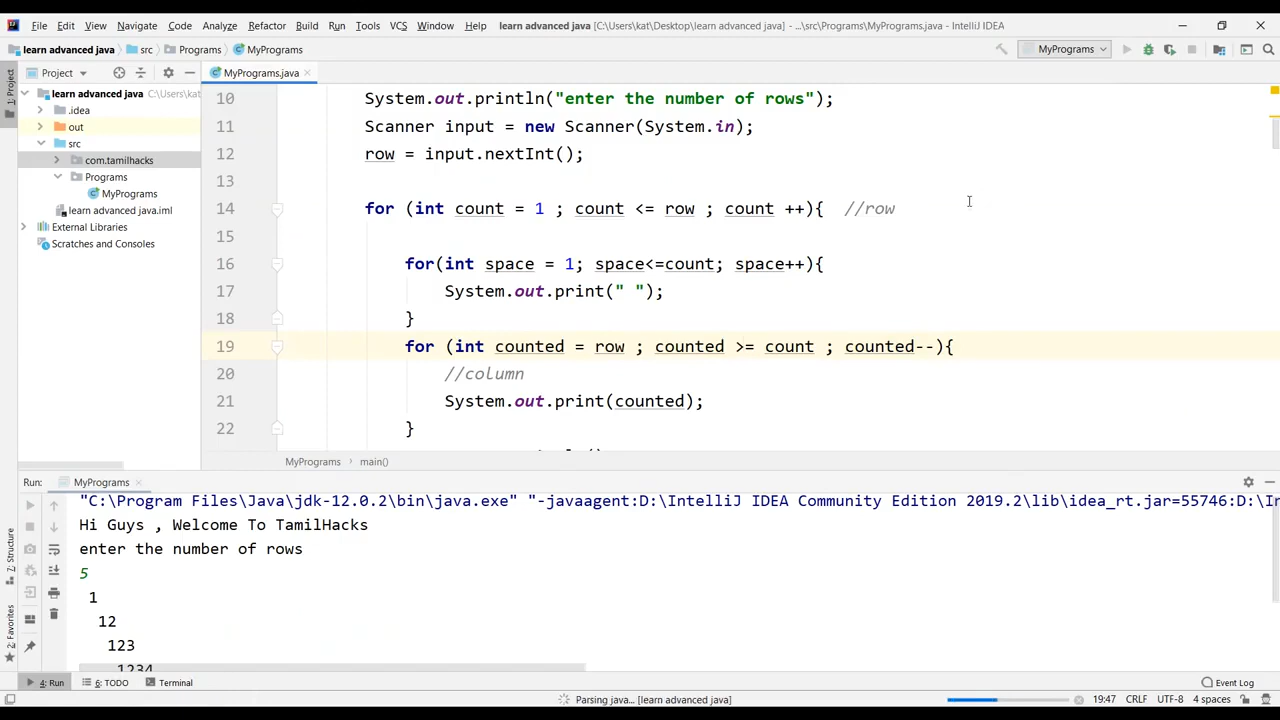 File Edit View Navigate Code Analyze Refactor Build Run Tools VCS Window Help learn advanced java [C:\Users\kat\Desktop\learn advanced java] - ...\src\Programs\MyPrograms.java - IntelliJ IDEA
learn advanced java src Programs MyPrograms MyPrograms
1: Project Project MyPrograms.java
learn advanced java C:\Users\kat
.idea
out
src
com.tamilhacks
Programs
MyPrograms
learn advanced java.iml
External Libraries
Scratches and Consoles
10 System.out.println("enter the number of rows");
11 Scanner input = new Scanner(System.in);
12 row = input.nextInt();
13
14 for (int count = 1 ; count <= row ; count ++){ //row
15
16 for(int space = 1; space<=count; space++){
17 System.out.print(" ");
18 }
19 for (int counted = row ; counted >= count ; counted--){
20 //column
21 System.out.print(counted);
22 }
MyPrograms main()
Run: MyPrograms
"C:\Program Files\Java\jdk-12.0.2\bin\java.exe" "-javaagent:D:\IntelliJ IDEA Community Edition 2019.2\lib\idea_rt.jar=55746:D:\In
Hi Guys , Welcome To TamilHacks
enter the number of rows
5
1
12
123
1234
7: Structure
2: Favorites
4: Run 6: TODO Terminal Event Log
Parsing java... [learn advanced java] 19:47 CRLF UTF-8 4 spaces